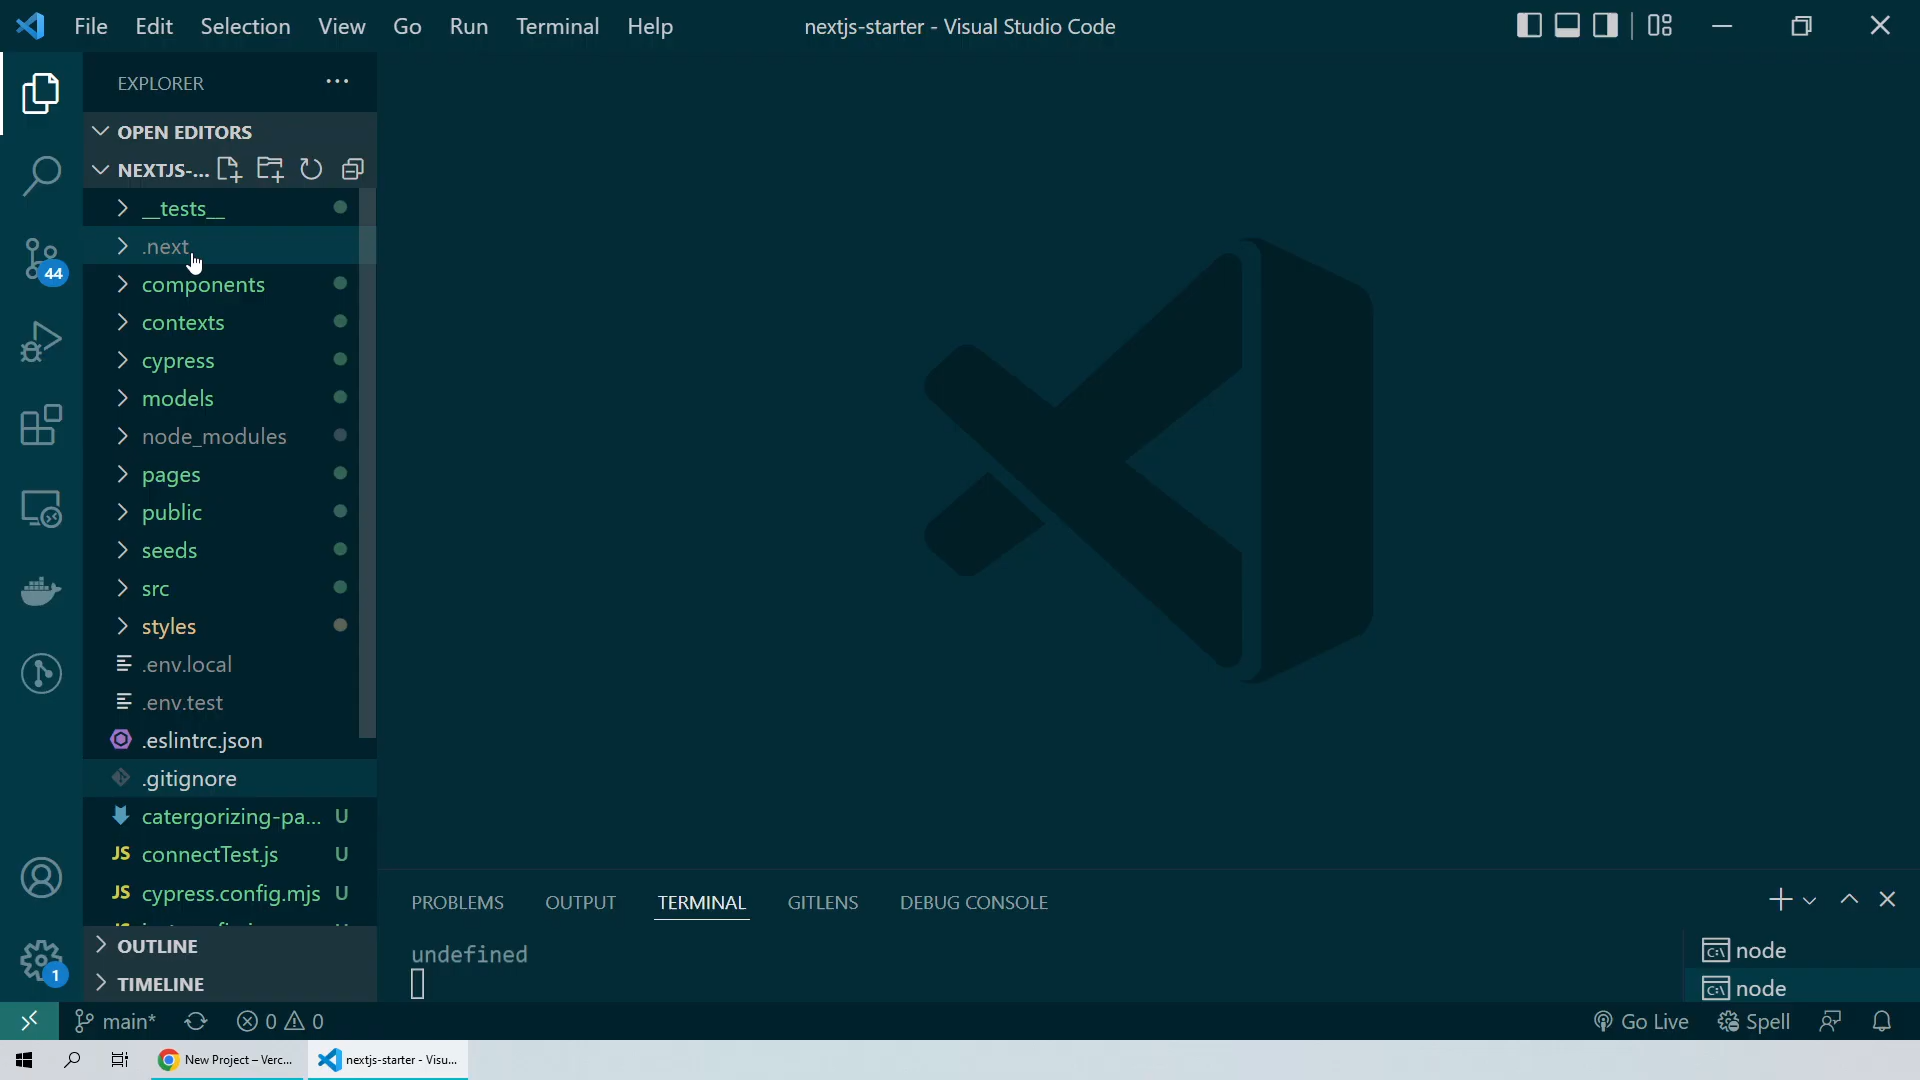 File Edit Selection View Go Run Terminal Help
nextjs-starter - Visual Studio Code
EXPLORER
OPEN EDITORS
NEXTJS-...
__tests__
.next
components
contexts
cypress
models
node_modules
pages
public
seeds
src
styles
.env.local
.env.test
.eslintrc.json
.gitignore
catergorizing-pa... U
JS connectTest.js U
JS cypress.config.mjs U
OUTLINE
TIMELINE
44
1
PROBLEMS OUTPUT TERMINAL GITLENS DEBUG CONSOLE
undefined
node
node
main* 0 0
Go Live Spell
New Project – Verc...
nextjs-starter - Visu...